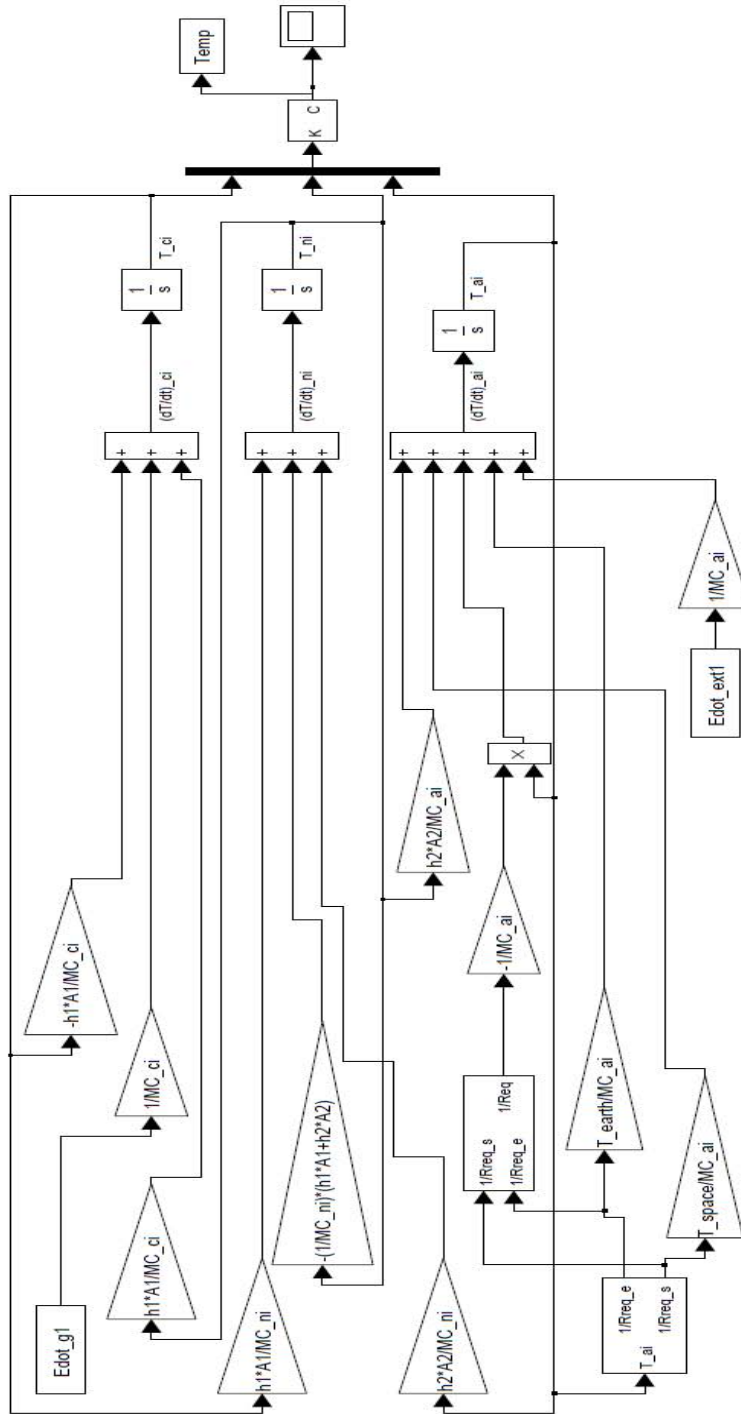 -h1*A1/MC_ci
Edot_g1
1/MC_ci
h1*A1/MC_ci
+
+
+
(dT/dt)_ci
1
s
T_ci
h1*A1/MC_ni
-(1/MC_ni)*(h1*A1+h2*A2)
h2*A2/MC_ni
+
+
+
(dT/dt)_ni
1
s
T_ni
h2*A2/MC_ai
T_ai
1/Rreq_e
1/Rreq_s
1/Rreq_s
1/Rreq_e
1/Req
-1/MC_ai
X
T_earth/MC_ai
T_space/MC_ai
Edot_ext1
1/MC_ai
+
+
+
+
+
(dT/dt)_ai
1
s
T_ai
K C
Temp